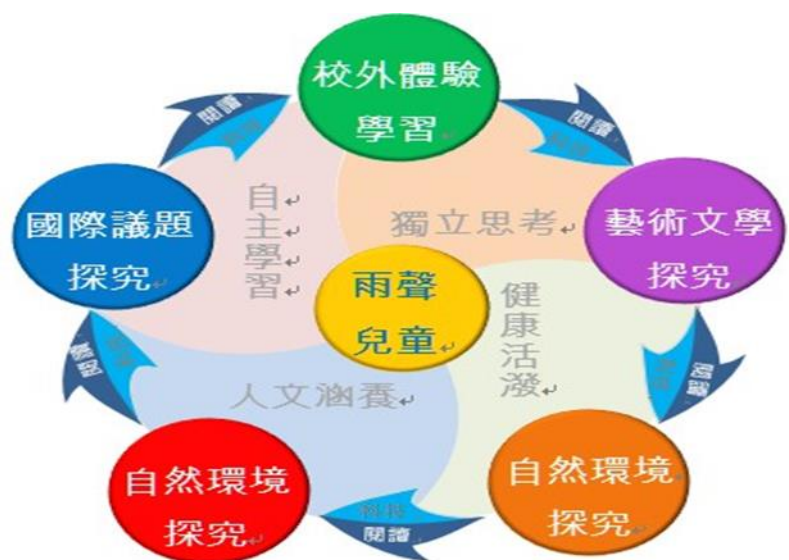 校外體驗
學習
閱讀
閱讀
國際議題
探究
自主學習
獨立思考
藝術文學
探究
雨聲
兒童
健康活潑
閱讀
閱讀
人文涵養
自然環境
探究
自然環境
探究
科技
閱讀